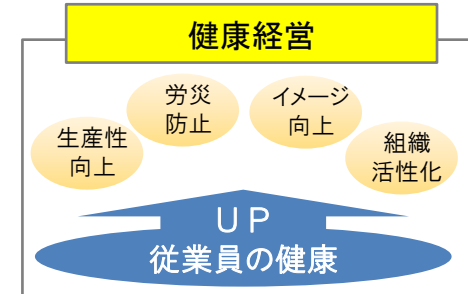 健康経営
労災
防止
イメージ
向上
生産性
向上
組織
活性化
ＵＰ
従業員の健康